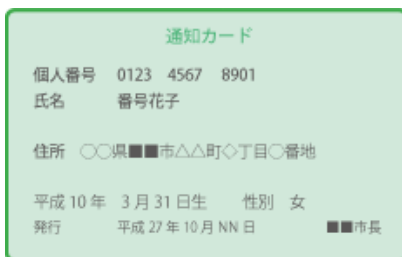 通知カード
個人番号 0123 4567 8901
氏名 番号花子
住所 ○○県■■市△△町◇丁目○番地
平成10年 3月31日生 性別 女
発行 平成27年10月NN日 ■■市長